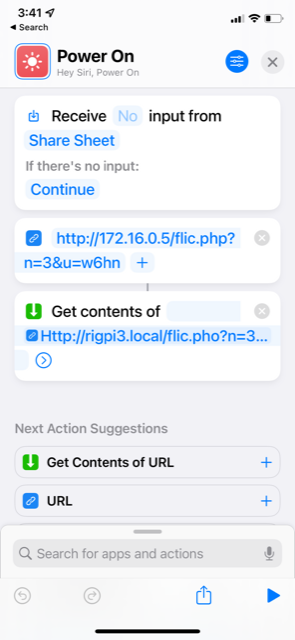 3:41
Search
Power On
Hey Siri, Power On
Receive No input from
Share Sheet
If there's no input:
Continue
http://172.16.0.5/flic.php?
n=3&u=w6hn +
Get contents of
Http://rigpi3.local/flic.pho?n=3...
Next Action Suggestions
Get Contents of URL
URL
Search for apps and actions